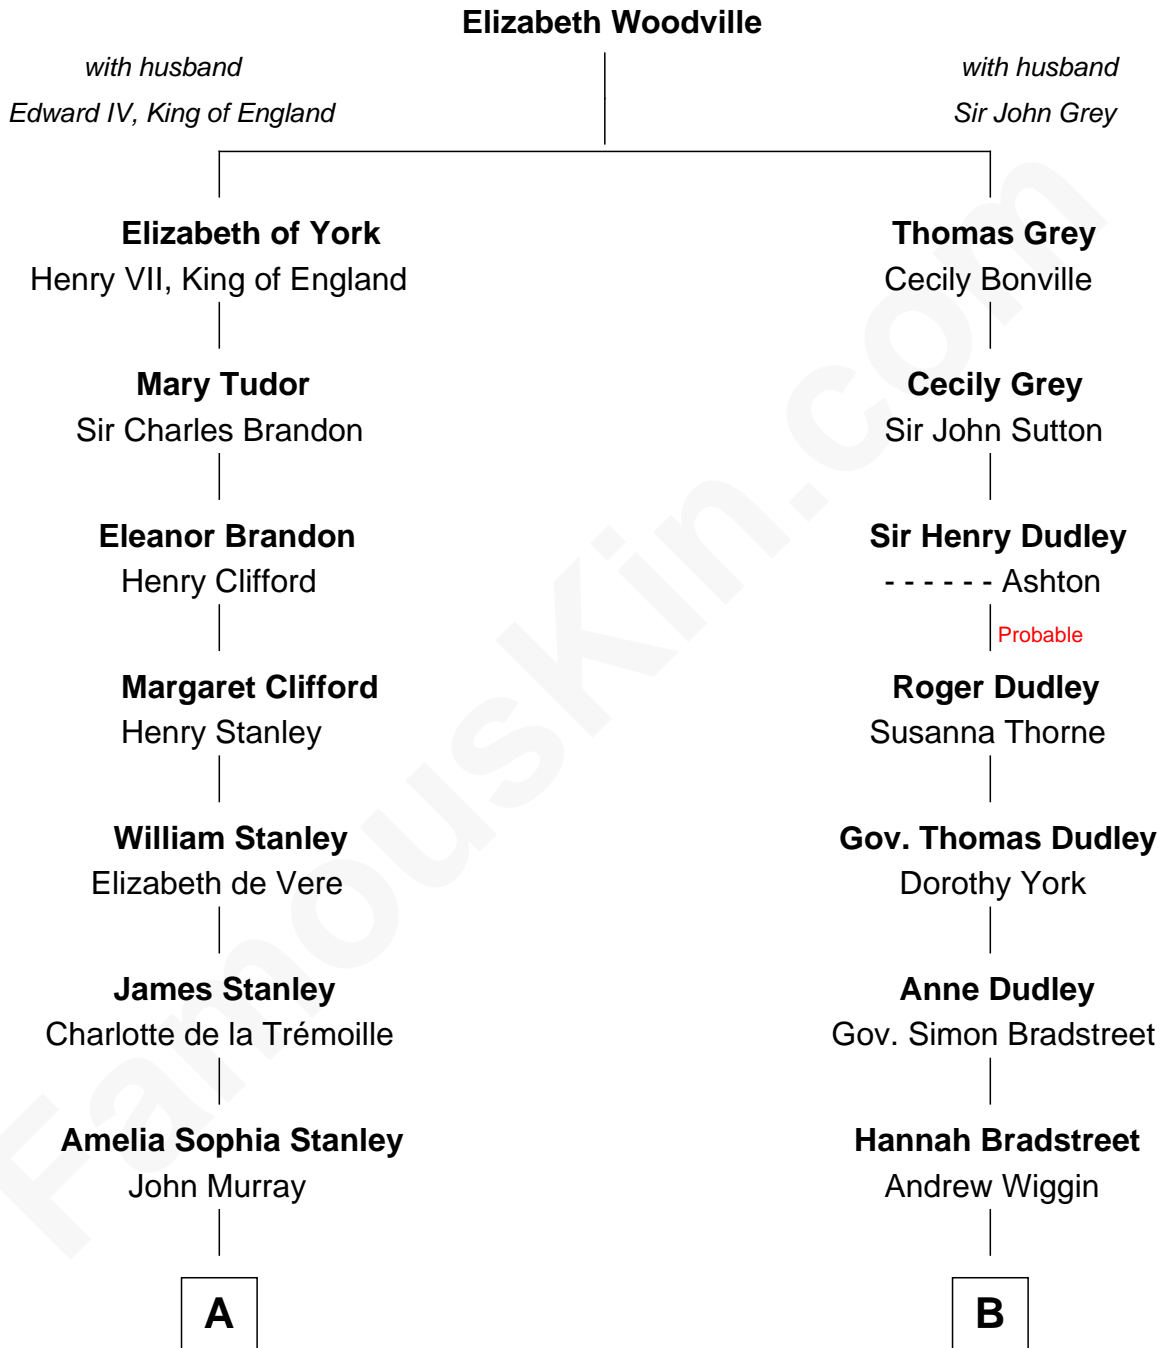 Elizabeth Woodville
with husband
Edward IV, King of England
with husband
Sir John Grey
Elizabeth of York
Henry VII, King of England
Thomas Grey
Cecily Bonville
Mary Tudor
Sir Charles Brandon
Cecily Grey
Sir John Sutton
Eleanor Brandon
Henry Clifford
Sir Henry Dudley
- - - - - - Ashton
Probable
Margaret Clifford
Henry Stanley
Roger Dudley
Susanna Thorne
William Stanley
Elizabeth de Vere
Gov. Thomas Dudley
Dorothy York
James Stanley
Charlotte de la Trémoille
Anne Dudley
Gov. Simon Bradstreet
Amelia Sophia Stanley
John Murray
Hannah Bradstreet
Andrew Wiggin
A
B
FamousKin.com